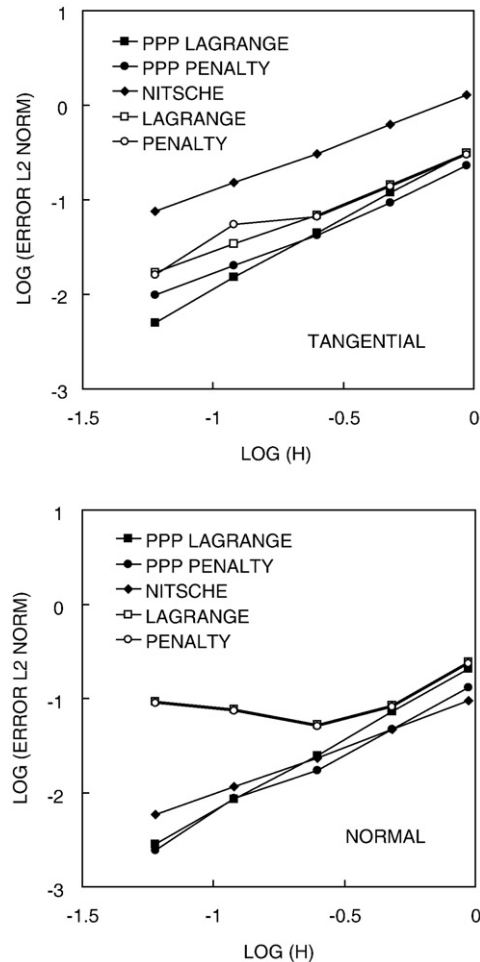 1
PPP LAGRANGE
PPP PENALTY
NITSCHE
LAGRANGE
PENALTY
0
-1
-2
-3
LOG (ERROR L2 NORM)
TANGENTIAL
-1.5 -1 -0.5 0
LOG (H)
1
PPP LAGRANGE
PPP PENALTY
NITSCHE
LAGRANGE
PENALTY
0
-1
-2
-3
LOG (ERROR L2 NORM)
NORMAL
-1.5 -1 -0.5 0
LOG (H)